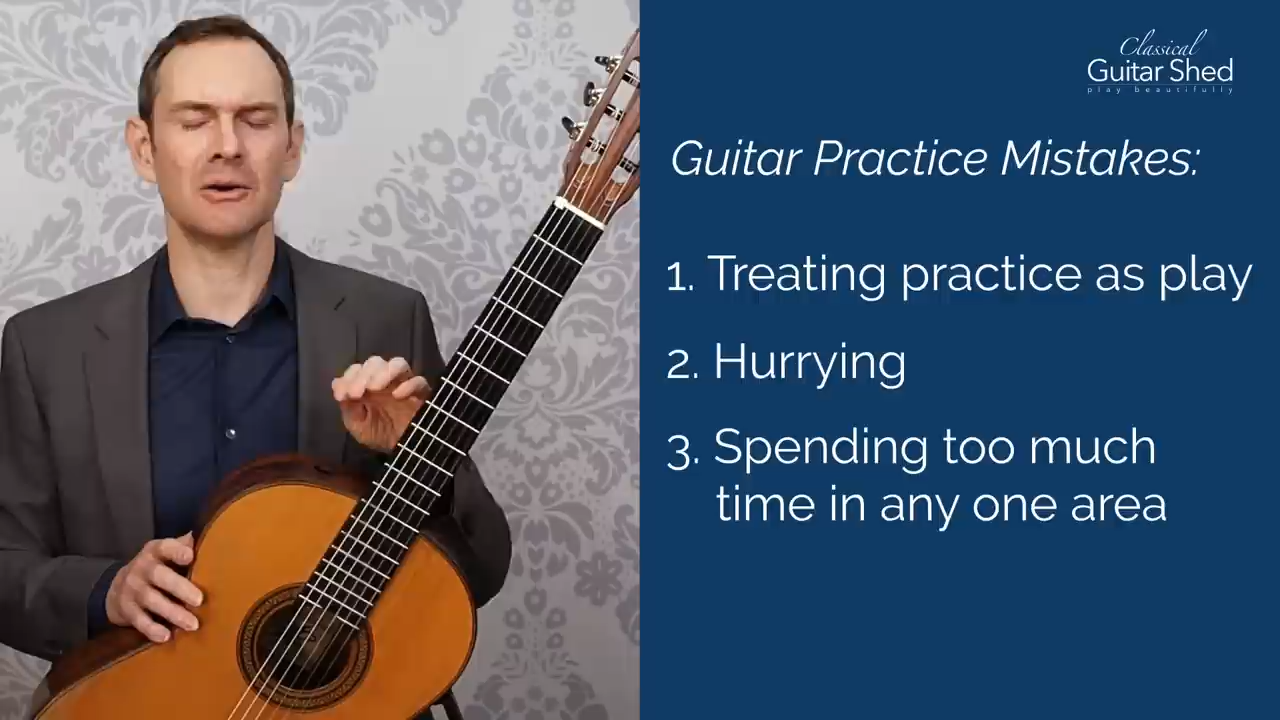 Classical
Guitar Shed
play beautifully
Guitar Practice Mistakes:
1. Treating practice as play
2. Hurrying
3. Spending too much
time in any one area